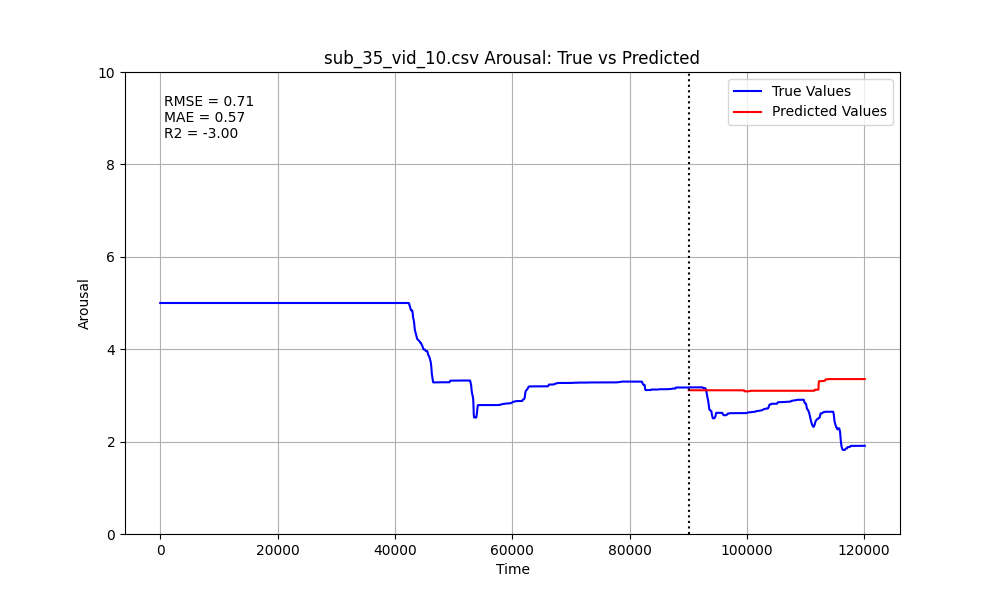 sub_35_vid_10.csv Arousal: True vs Predicted
10
8
6
4
2
0
Arousal
RMSE = 0.71
MAE = 0.57
R2 = -3.00
True Values
Predicted Values
0 20000 40000 60000 80000 100000 120000
Time